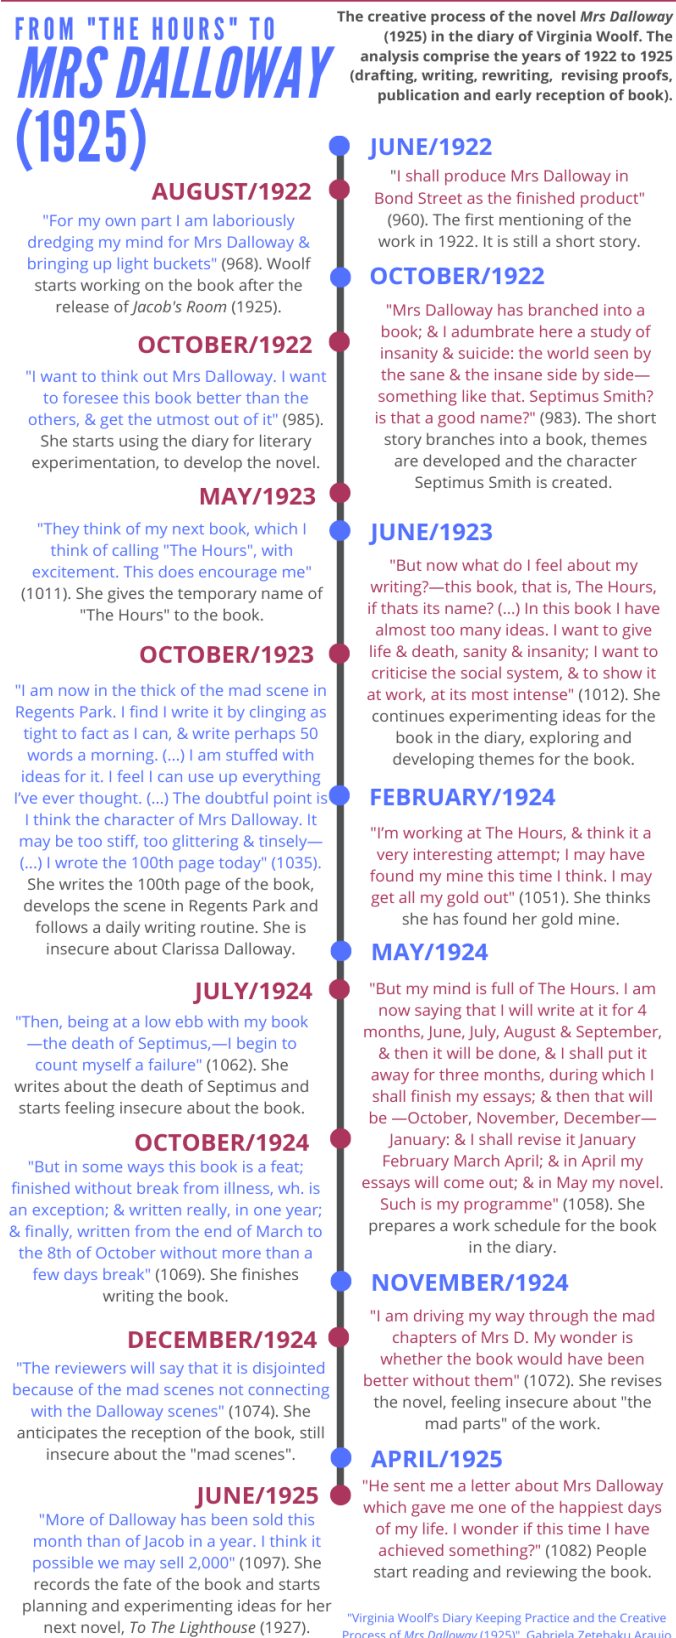 FROM "THE HOURS" TO
MRS DALLOWAY
(1925)
The creative process of the novel Mrs Dalloway
(1925) in the diary of Virginia Woolf. The
analysis comprise the years of 1922 to 1925
(drafting, writing, rewriting, revising proofs,
publication and early reception of book).
JUNE/1922
"I shall produce Mrs Dalloway in
Bond Street as the finished product"
(960). The first mentioning of the
work in 1922. It is still a short story.
AUGUST/1922
"For my own part I am laboriously
dredging my mind for Mrs Dalloway &
bringing up light buckets" (968). Woolf
starts working on the book after the
release of Jacob's Room (1925).
OCTOBER/1922
"Mrs Dalloway has branched into a
book; & I adumbrate here a study of
insanity & suicide: the world seen by
the sane & the insane side by side—
something like that. Septimus Smith?
is that a good name?" (983). The short
story branches into a book, themes
are developed and the character
Septimus Smith is created.
OCTOBER/1922
"I want to think out Mrs Dalloway. I want
to foresee this book better than the
others, & get the utmost out of it" (985).
She starts using the diary for literary
experimentation, to develop the novel.
MAY/1923
"They think of my next book, which I
think of calling "The Hours", with
excitement. This does encourage me"
(1011). She gives the temporary name of
"The Hours" to the book.
JUNE/1923
"But now what do I feel about my
writing?—this book, that is, The Hours,
if thats its name? (...) In this book I have
almost too many ideas. I want to give
life & death, sanity & insanity; I want to
criticise the social system, & to show it
at work, at its most intense" (1012). She
continues experimenting ideas for the
book in the diary, exploring and
developing themes for the book.
OCTOBER/1923
"I am now in the thick of the mad scene in
Regents Park. I find I write it by clinging as
tight to fact as I can, & write perhaps 50
words a morning. (...) I am stuffed with
ideas for it. I feel I can use up everything
I've ever thought. (...) The doubtful point is
I think the character of Mrs Dalloway. It
may be too stiff, too glittering & tinsely—
(...) I wrote the 100th page today" (1035).
She writes the 100th page of the book,
develops the scene in Regents Park and
follows a daily writing routine. She is
insecure about Clarissa Dalloway.
FEBRUARY/1924
"I'm working at The Hours, & think it a
very interesting attempt; I may have
found my mine this time I think. I may
get all my gold out" (1051). She thinks
she has found her gold mine.
MAY/1924
"But my mind is full of The Hours. I am
now saying that I will write at it for 4
months, June, July, August & September,
& then it will be done, & I shall put it
away for three months, during which I
shall finish my essays; & then that will
be —October, November, December—
January: & I shall revise it January
February March April; & in April my
essays will come out; & in May my novel.
Such is my programme" (1058). She
prepares a work schedule for the book
in the diary.
JULY/1924
"Then, being at a low ebb with my book
—the death of Septimus,—I begin to
count myself a failure" (1062). She
writes about the death of Septimus and
starts feeling insecure about the book.
OCTOBER/1924
"But in some ways this book is a feat;
finished without break from illness, wh. is
an exception; & written really, in one year;
& finally, written from the end of March to
the 8th of October without more than a
few days break" (1069). She finishes
writing the book.
NOVEMBER/1924
"I am driving my way through the mad
chapters of Mrs D. My wonder is
whether the book would have been
better without them" (1072). She revises
the novel, feeling insecure about "the
mad parts" of the work.
DECEMBER/1924
"The reviewers will say that it is disjointed
because of the mad scenes not connecting
with the Dalloway scenes" (1074). She
anticipates the reception of the book, still
insecure about the "mad scenes".
APRIL/1925
"He sent me a letter about Mrs Dalloway
which gave me one of the happiest days
of my life. I wonder if this time I have
achieved something?" (1082) People
start reading and reviewing the book.
JUNE/1925
"More of Dalloway has been sold this
month than of Jacob in a year. I think it
possible we may sell 2,000" (1097). She
records the fate of the book and starts
planning and experimenting ideas for her
next novel, To The Lighthouse (1927).
"Virginia Woolf's Diary Keeping Practice and the Creative
Process of Mrs Dalloway (1925)", Gabriela Zetehaku Araujo